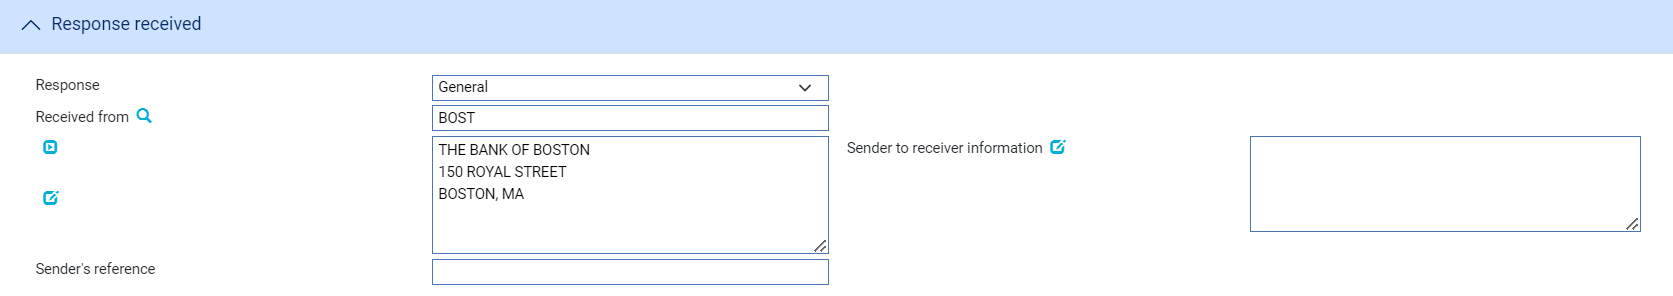 Response received
Response
General
Received from
BOST
THE BANK OF BOSTON
150 ROYAL STREET
BOSTON, MA
Sender to receiver information
Sender's reference